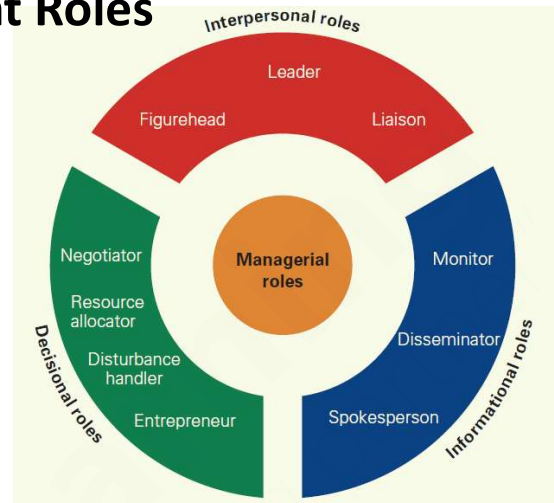 nt Roles
Interpersonal roles
Leader
Figurehead
Liaison
Negotiator
Resource
allocator
Disturbance
handler
Entrepreneur
Decisional roles
Managerial
roles
Monitor
Disseminator
Spokesperson
Informational roles